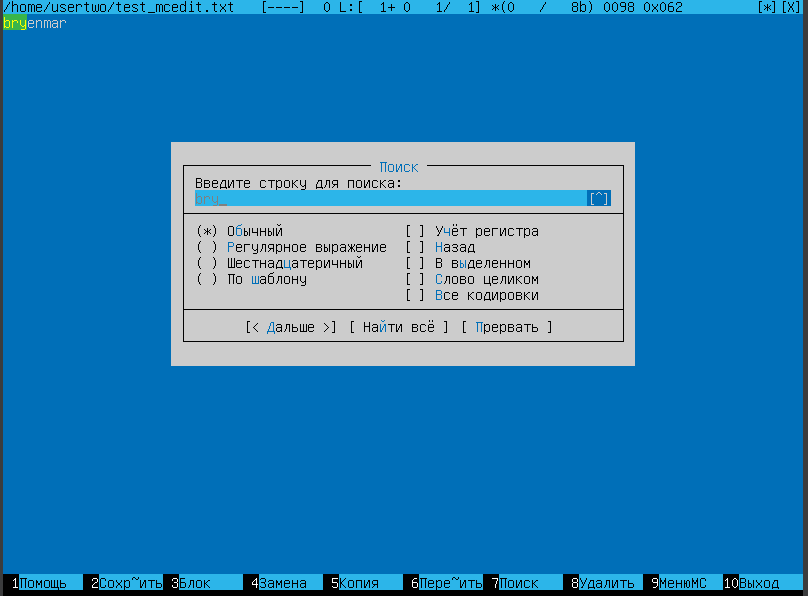 /home/usertwo/test_mcedit.txt [----] 0 L:[ 1+ 0 1/ 1] *(0 / 8b) 0098 0x062 [*][X]
bryenmar
Поиск
Введите строку для поиска:
bry_ [^]
(*) Обычный [ ] Учёт регистра
( ) Регулярное выражение [ ] Назад
( ) Шестнадцатеричный [ ] В выделенном
( ) По шаблону [ ] Слово целиком
[ ] Все кодировки
[< Дальше >] [ Найти всё ] [ Прервать ]
1Помощь 2Сохр~ить 3Блок 4Замена 5Копия 6Пере~ить 7Поиск 8Удалить 9МенюMC 10Выход